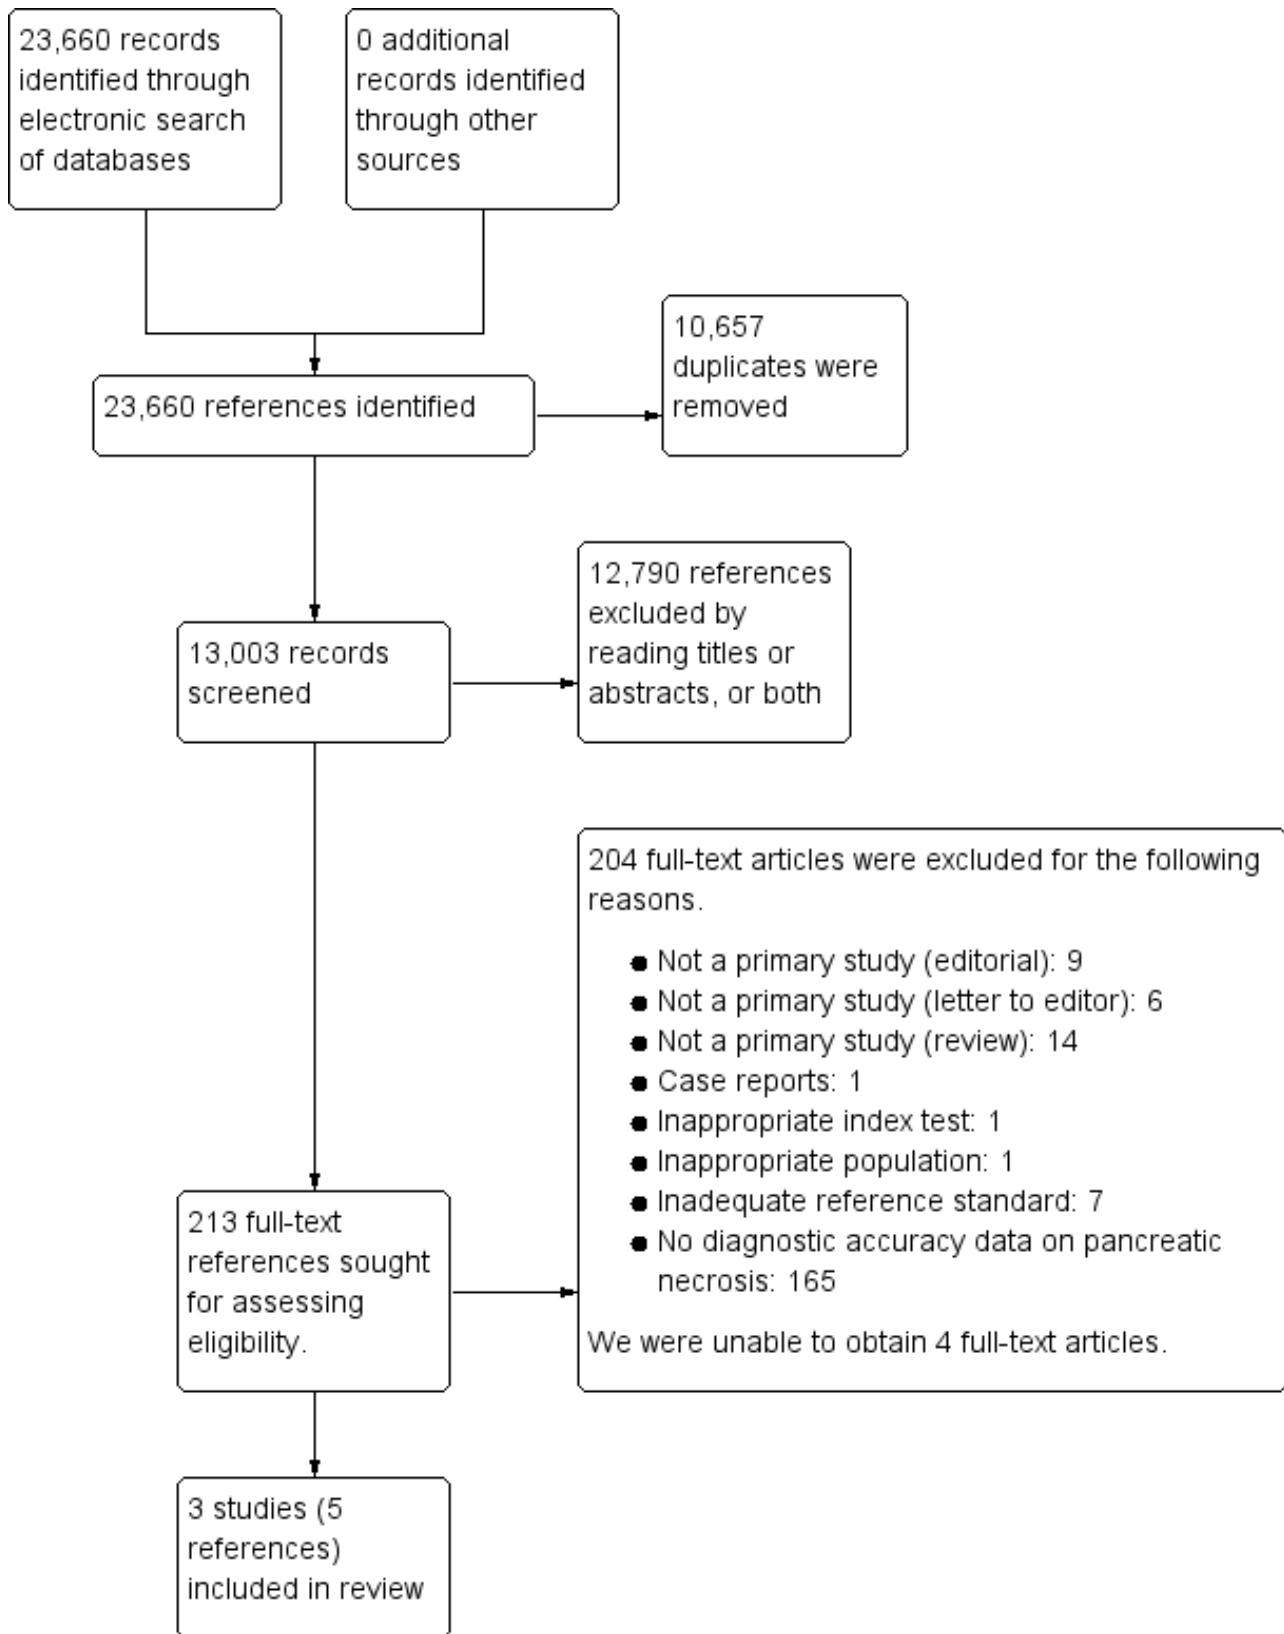 23,660 records
identified through
electronic search
of databases
0 additional
records identified
through other
sources
23,660 references identified
10,657
duplicates were
removed
13,003 records
screened
12,790 references
excluded by
reading titles or
abstracts, or both
213 full-text
references sought
for assessing
eligibility.
204 full-text articles were excluded for the following
reasons.
● Not a primary study (editorial): 9
● Not a primary study (letter to editor): 6
● Not a primary study (review): 14
● Case reports: 1
● Inappropriate index test: 1
● Inappropriate population: 1
● Inadequate reference standard: 7
● No diagnostic accuracy data on pancreatic
necrosis: 165
We were unable to obtain 4 full-text articles.
3 studies (5
references)
included in review